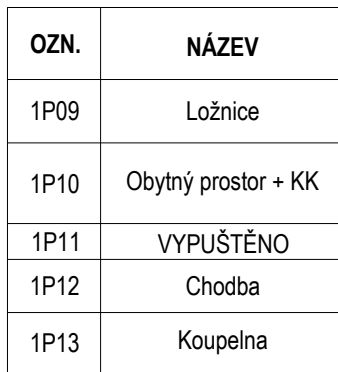 OZN. NÁZEV
1P09 Ložnice
1P10 Obytný prostor + KK
1P11 VYPUŠTĚNO
1P12 Chodba
1P13 Koupelna